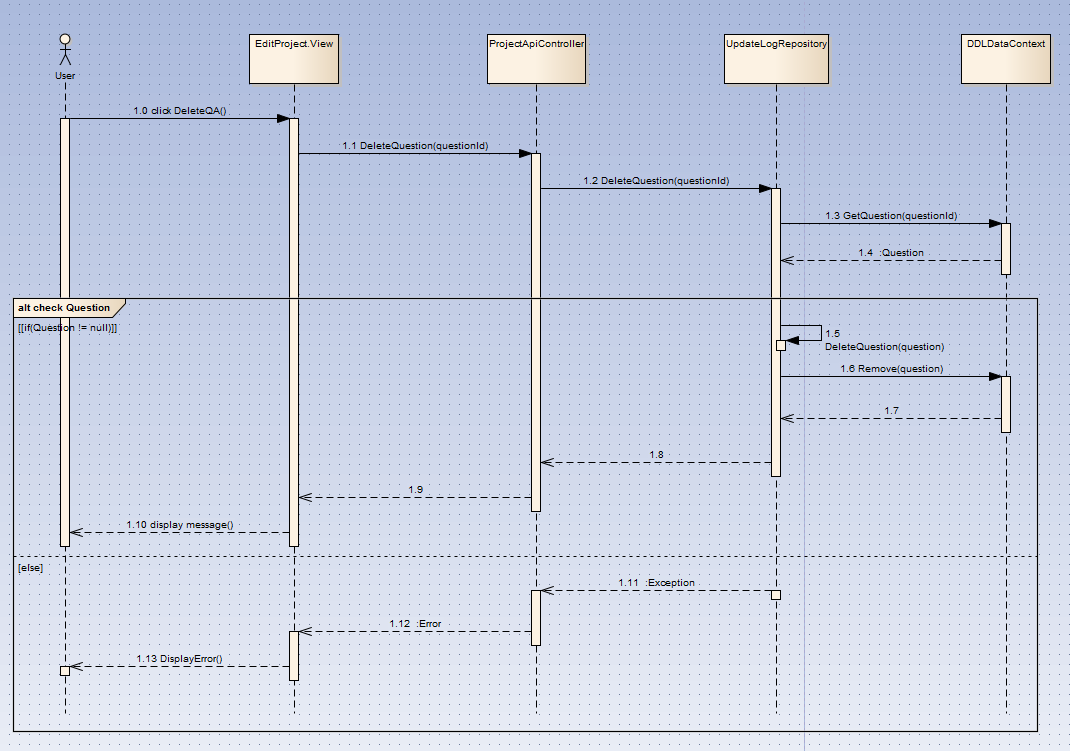 User
EditProject.View
ProjectApiController
UpdateLogRepository
DDLDataContext
1.0 click DeleteQA()
1.1 DeleteQuestion(questionId)
1.2 DeleteQuestion(questionId)
1.3 GetQuestion(questionId)
1.4 :Question
alt check Question
[[if(Question != null)]]
1.5
DeleteQuestion(question)
1.6 Remove(question)
1.7
1.8
1.9
1.10 display message()
[else]
1.11 :Exception
1.12 :Error
1.13 DisplayError()